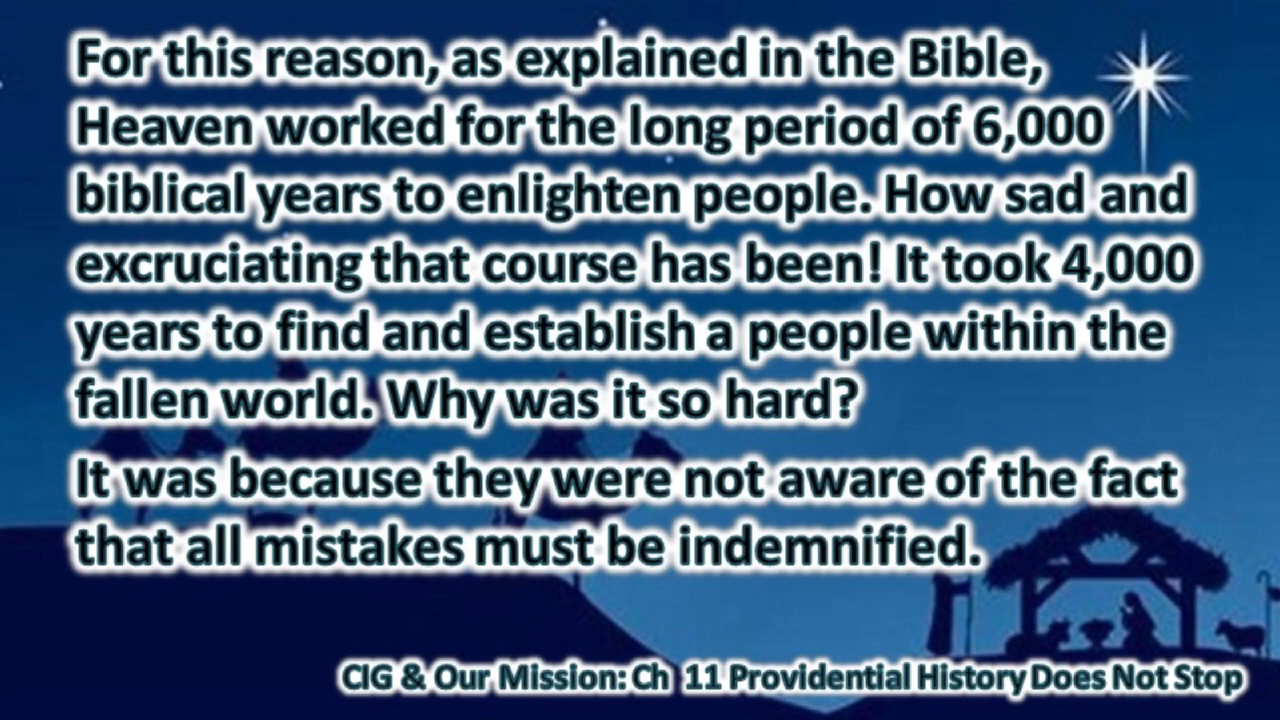 For this reason, as explained in the Bible,
Heaven worked for the long period of 6,000
biblical years to enlighten people. How sad and
excruciating that course has been! It took 4,000
years to find and establish a people within the
fallen world. Why was it so hard?
It was because they were not aware of the fact
that all mistakes must be indemnified.
CIG & Our Mission: Ch 11 Providential History Does Not Stop